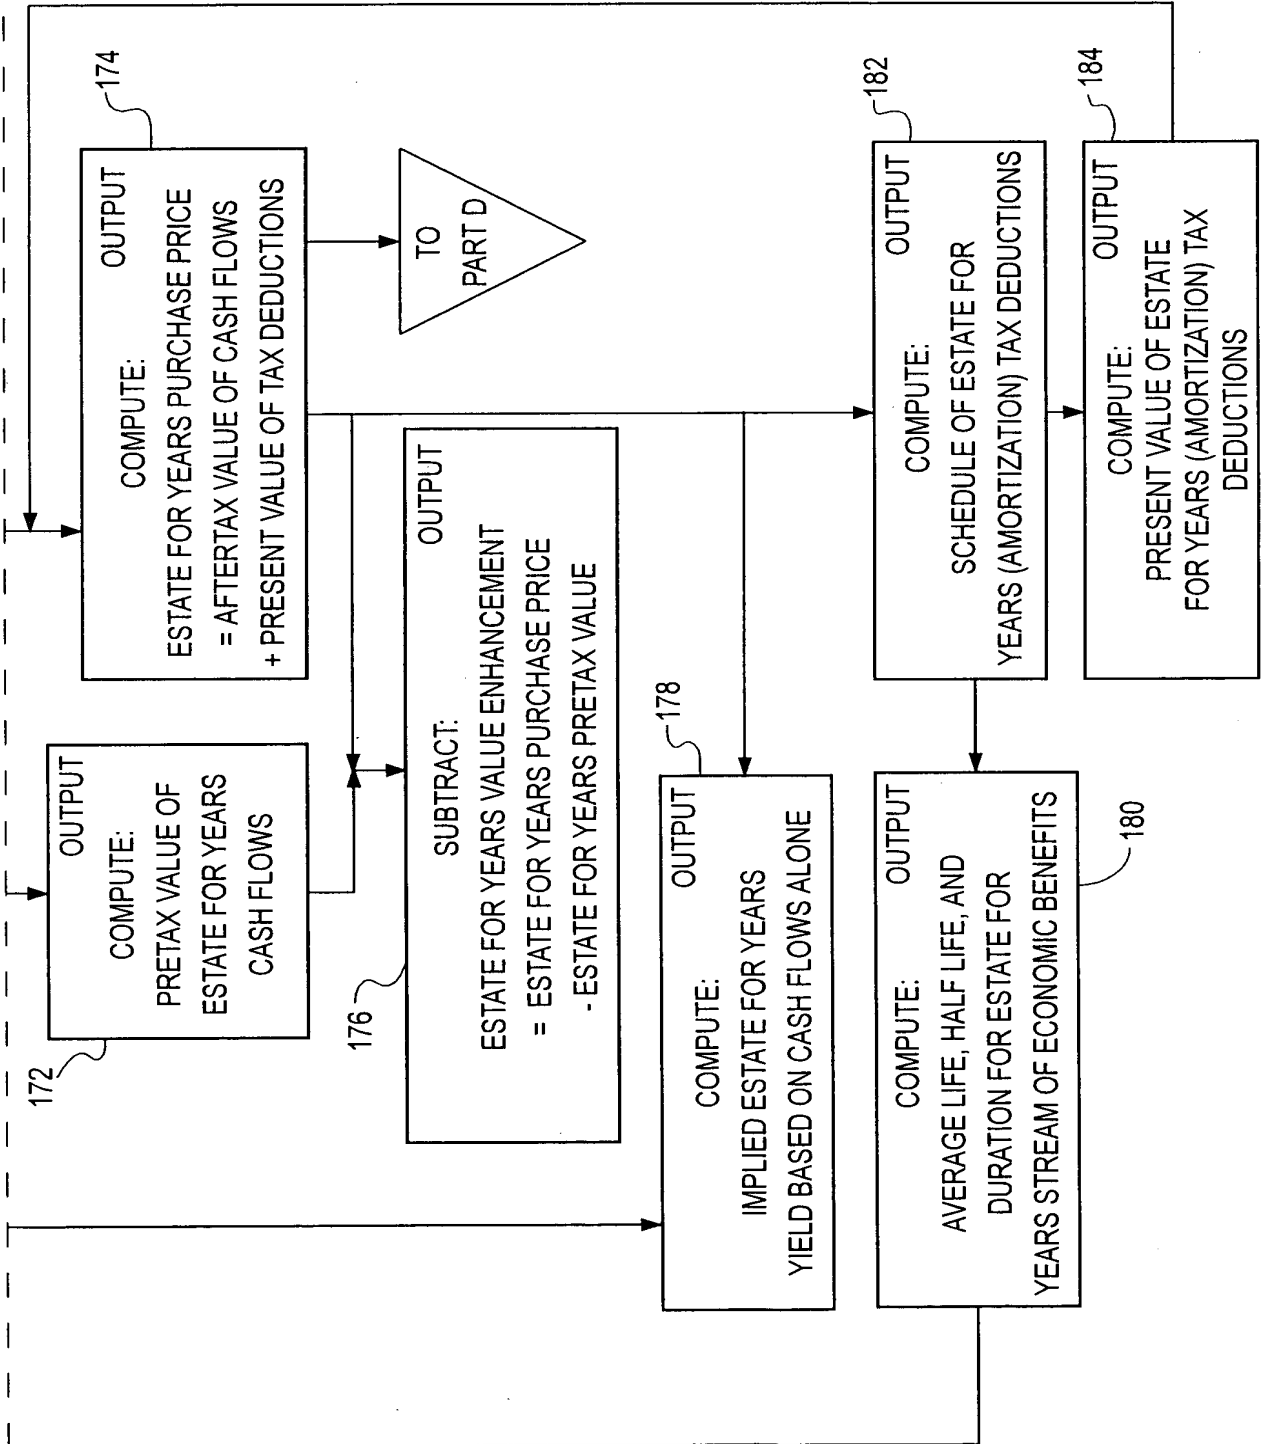 172
OUTPUT
COMPUTE:
PRETAX VALUE OF
ESTATE FOR YEARS
CASH FLOWS
174
OUTPUT
COMPUTE:
ESTATE FOR YEARS PURCHASE PRICE
= AFTERTAX VALUE OF CASH FLOWS
+ PRESENT VALUE OF TAX DEDUCTIONS
TO
PART D
176
OUTPUT
SUBTRACT:
ESTATE FOR YEARS VALUE ENHANCEMENT
= ESTATE FOR YEARS PURCHASE PRICE
- ESTATE FOR YEARS PRETAX VALUE
178
OUTPUT
COMPUTE:
IMPLIED ESTATE FOR YEARS
YIELD BASED ON CASH FLOWS ALONE
182
OUTPUT
COMPUTE:
SCHEDULE OF ESTATE FOR
YEARS (AMORTIZATION) TAX DEDUCTIONS
OUTPUT
COMPUTE:
AVERAGE LIFE, HALF LIFE, AND
DURATION FOR ESTATE FOR
YEARS STREAM OF ECONOMIC BENEFITS
180
184
OUTPUT
COMPUTE:
PRESENT VALUE OF ESTATE
FOR YEARS (AMORTIZATION) TAX
DEDUCTIONS